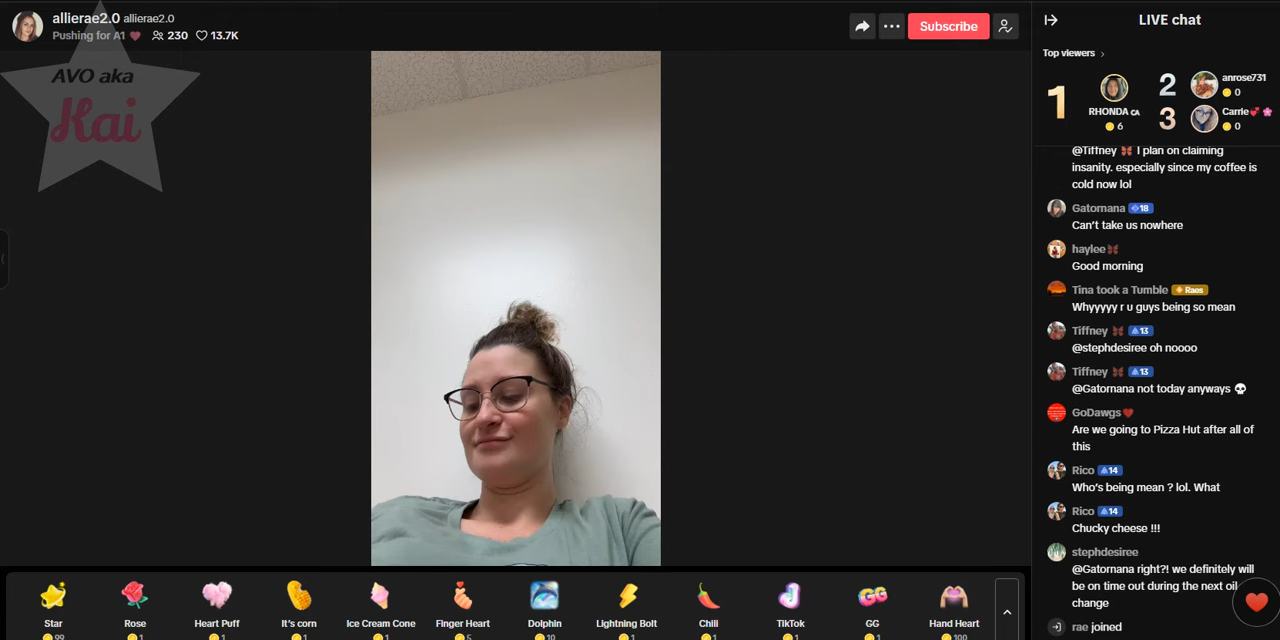 allierae2.0 allierae2.0
Pushing for A1 230 13.7K
Subscribe
AVO aka
Kai
LIVE chat
Top viewers
1
RHONDA CA
6
2
anrose731
0
3
Carrie
0
@Tiffney I plan on claiming
insanity. especially since my coffee is
cold now lol
Gatornana 18
Can't take us nowhere
haylee
Good morning
Tina took a Tumble Raes
Whyyyyy r u guys being so mean
Tiffney 13
@stephdesiree oh noooo
Tiffney 13
@Gatornana not today anyways
GoDawgs
Are we going to Pizza Hut after all of
this
Rico 14
Who's being mean ? lol. What
Rico 14
Chucky cheese !!!
stephdesiree
@Gatornana right?! we definitely will
be on time out during the next oil
change
rae joined
Star
99
Rose
1
Heart Puff
1
It's corn
1
Ice Cream Cone
1
Finger Heart
5
Dolphin
10
Lightning Bolt
1
Chili
1
TikTok
1
GG
GG
1
Hand Heart
100